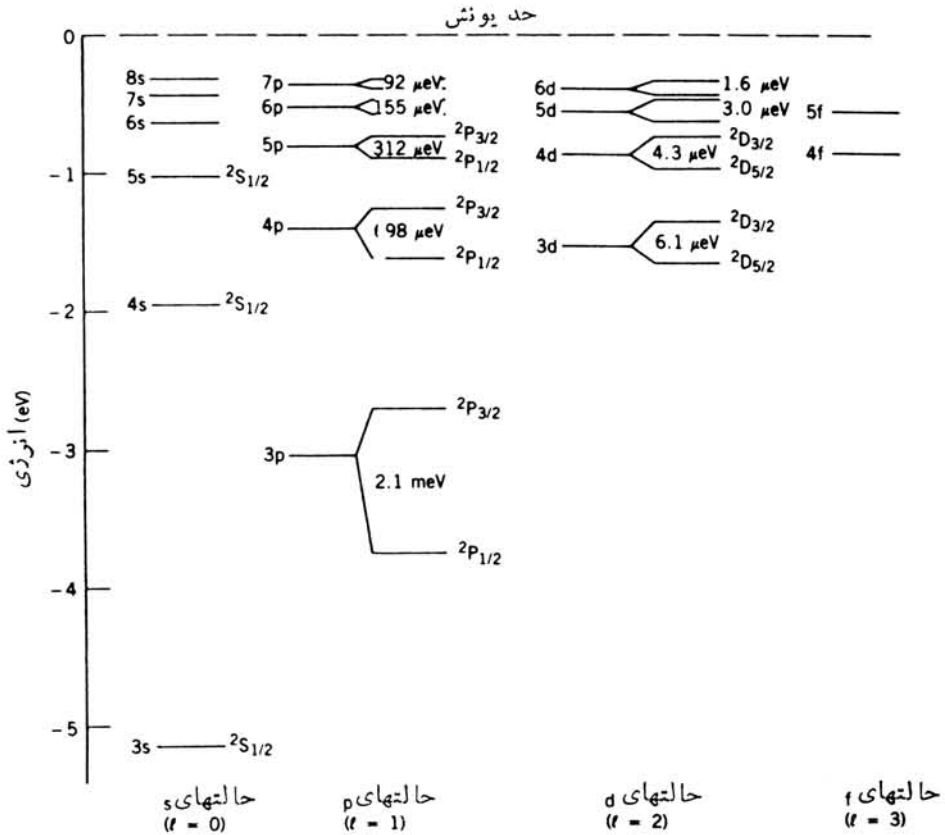 حد یونش
0
8s
7s
6s
5s ²S₁/₂
4s ²S₁/₂
3s ²S₁/₂
-1
-2
-3
-4
-5
انرژی (eV)
7p 92 μeV
6p 155 μeV
5p 312 μeV ²P₃/₂
²P₁/₂
4p 98 μeV ²P₃/₂
²P₁/₂
3p 2.1 meV ²P₃/₂
²P₁/₂
6d 1.6 μeV
5d 3.0 μeV
4d 4.3 μeV ²D₃/₂
²D₅/₂
3d 6.1 μeV ²D₃/₂
²D₅/₂
5f
4f
حالتهای s
(ℓ = 0)
حالتهای p
(ℓ = 1)
حالتهای d
(ℓ = 2)
حالتهای f
(ℓ = 3)